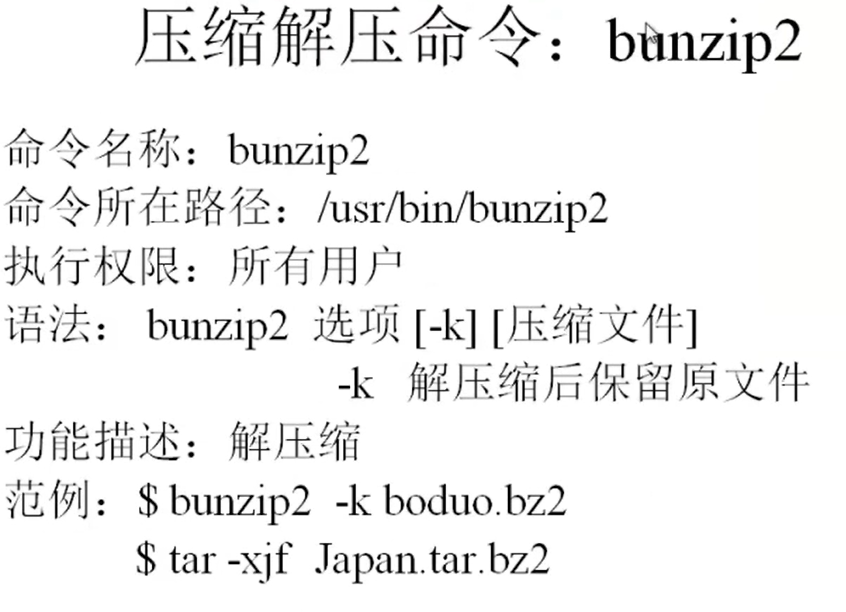 压缩解压命令：bunzip2
命令名称：bunzip2
命令所在路径：/usr/bin/bunzip2
执行权限：所有用户
语法： bunzip2 选项 [-k] [压缩文件]
-k 解压缩后保留原文件
功能描述：解压缩
范例：$ bunzip2 -k boduo.bz2
$ tar -xjf Japan.tar.bz2